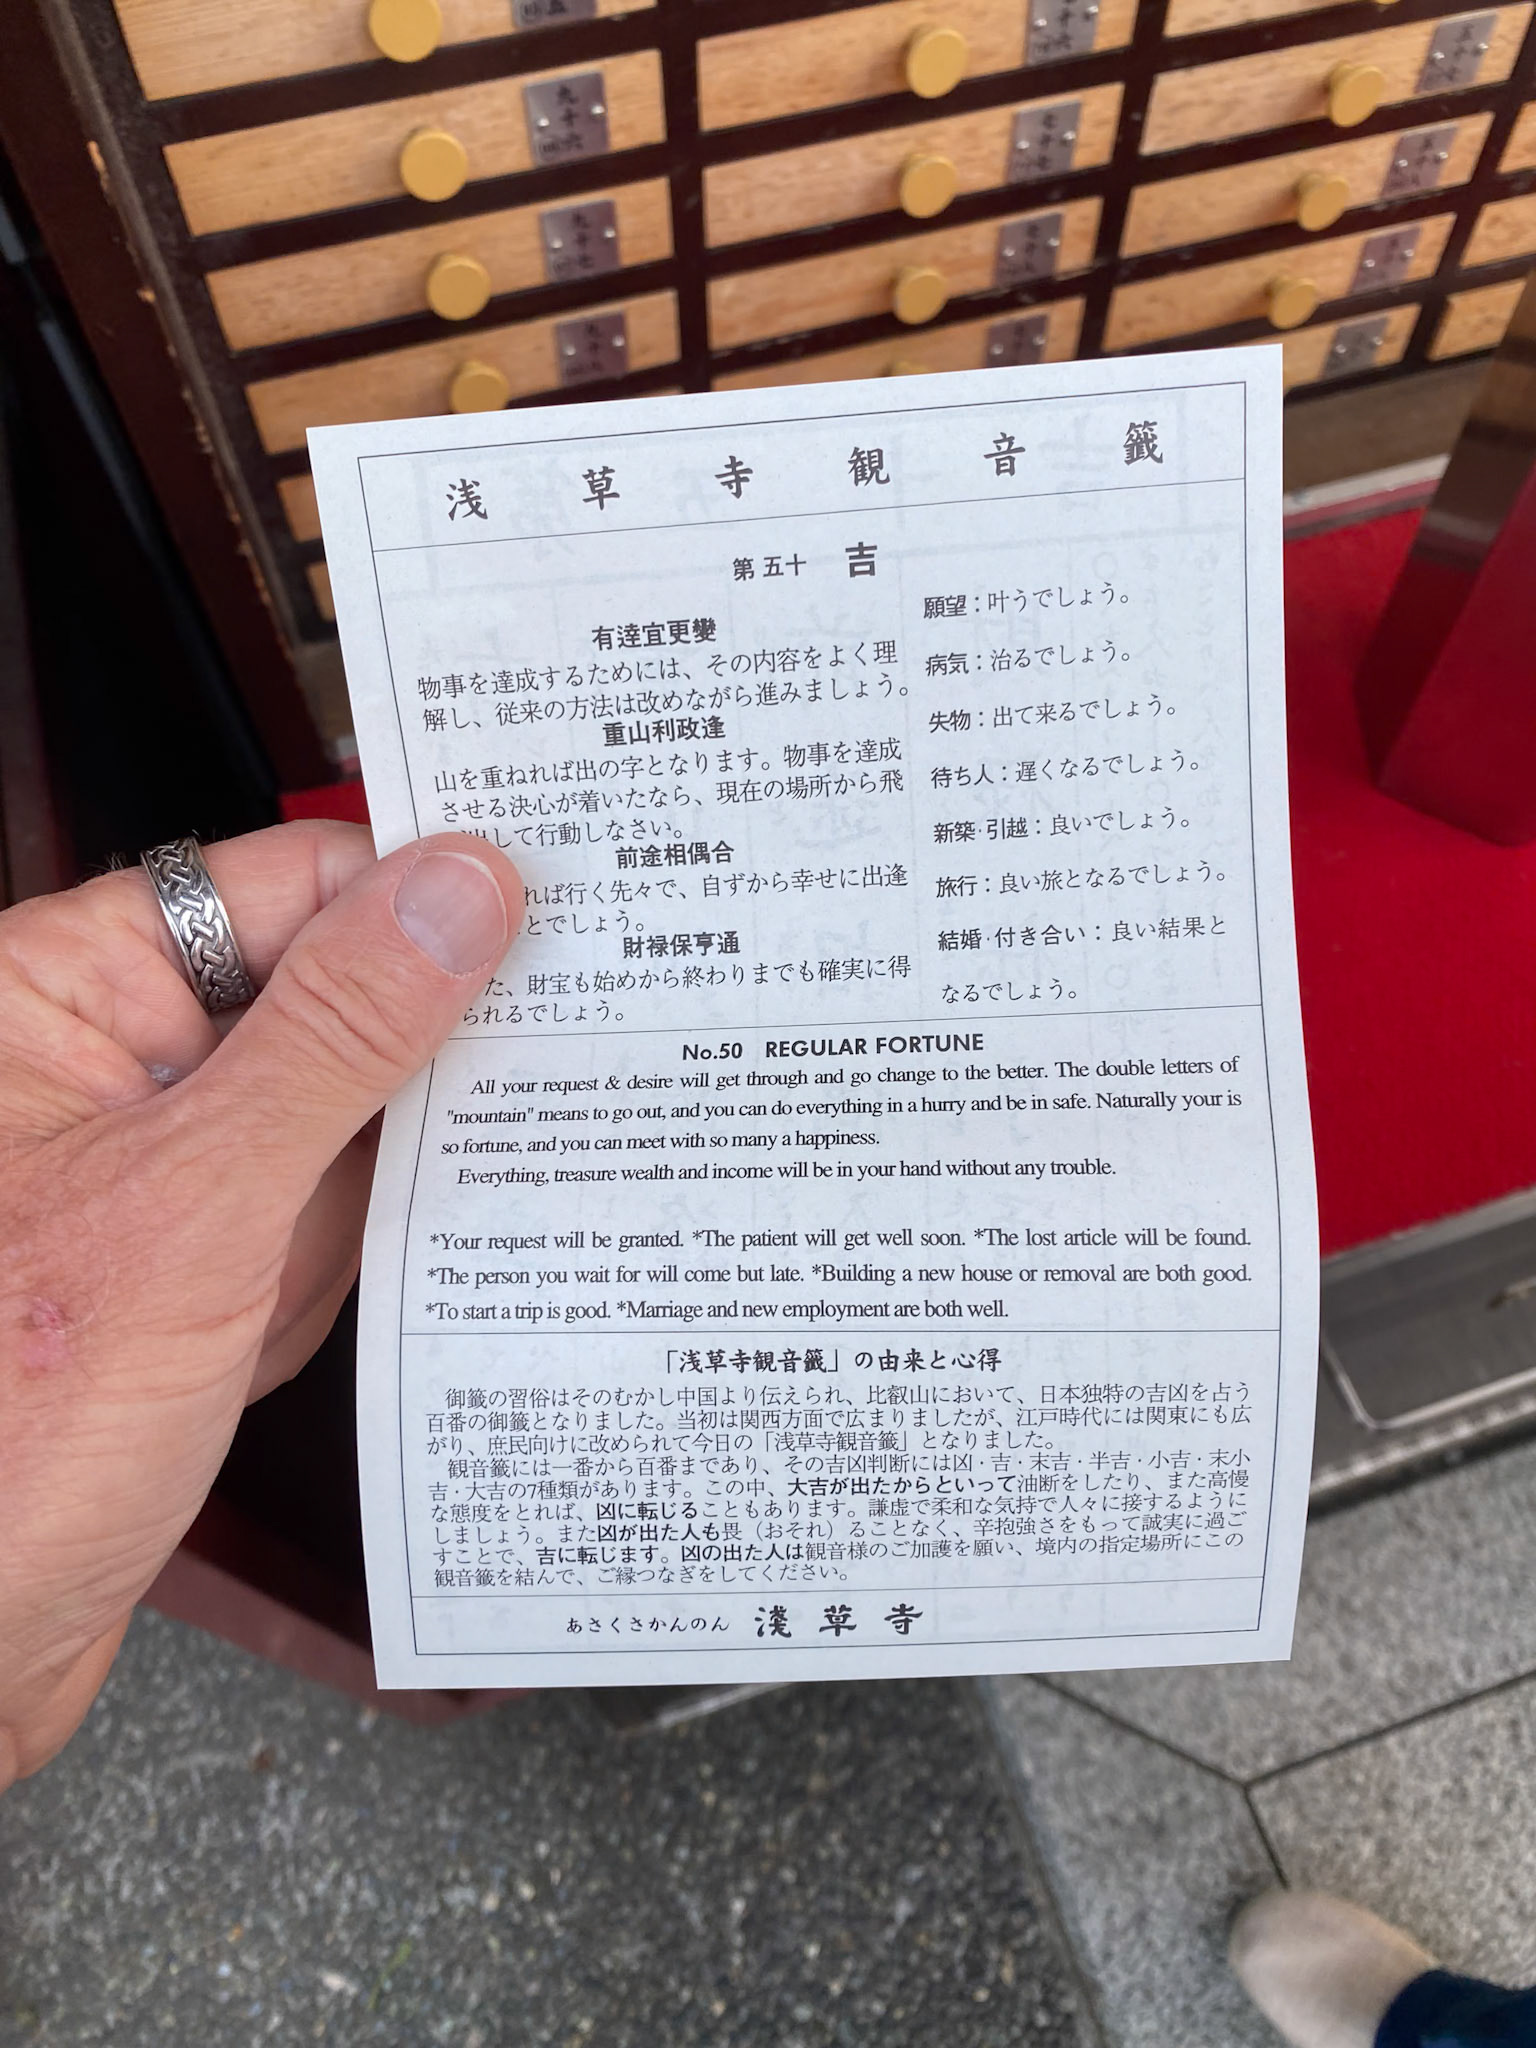 九十六
九十七
七十六
七十七
浅草寺観音籤
第五十 吉
有達宜更變
物事を達成するためには、その内容をよく理
解し、従来の方法は改めながら進みましょう。
重山利政逢
山を重ねれば出の字となります。物事を達成
させる決心が着いたなら、現在の場所から飛
出して行動しなさい。
前途相偶合
れば行く先々で、自ずから幸せに出逢
とでしょう。
財禄保亨通
た、財宝も始めから終わりまでも確実に得
られるでしょう。
願望：叶うでしょう。
病気：治るでしょう。
失物：出て来るでしょう。
待ち人：遅くなるでしょう。
新築·引越：良いでしょう。
旅行：良い旅となるでしょう。
結婚·付き合い：良い結果と
なるでしょう。
No.50 REGULAR FORTUNE
All your request & desire will get through and go change to the better. The double letters of
"mountain" means to go out, and you can do everything in a hurry and be in safe. Naturally your is
so fortune, and you can meet with so many a happiness.
Everything, treasure wealth and income will be in your hand without any trouble.
*Your request will be granted. *The patient will get well soon. *The lost article will be found.
*The person you wait for will come but late. *Building a new house or removal are both good.
*To start a trip is good. *Marriage and new employment are both well.
「浅草寺観音籤」の由来と心得
御籤の習俗はそのむかし中国より伝えられ、比叡山において、日本独特の吉凶を占う
百番の御籤となりました。当初は関西方面で広まりましたが、江戸時代には関東にも広
がり、庶民向けに改められて今日の「浅草寺観音籤」となりました。
観音籤には一番から百番まであり、その吉凶判断には凶・吉・末吉・半吉・小吉・末小
吉・大吉の7種類があります。この中、大吉が出たからといって油断をしたり、また高慢
な態度をとれば、凶に転じることもあります。謙虚で柔和な気持で人々に接するように
しましょう。また凶が出た人も畏（おそれ）ることなく、辛抱強さをもって誠実に過ご
すことで、吉に転じます。凶の出た人は観音様のご加護を願い、境内の指定場所にこの
観音籤を結んで、ご縁つなぎをしてください。
あさくさかんのん 淺草寺